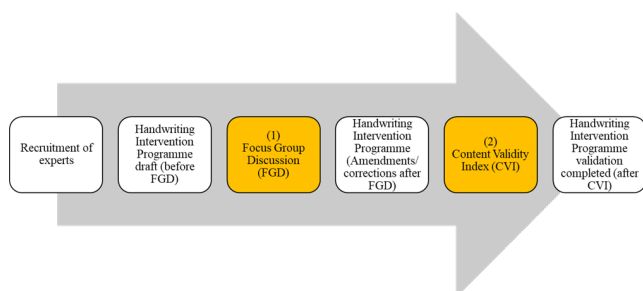 Recruitment of
experts
Handwriting
Intervention
Programme
draft (before
FGD)
(1)
Focus Group
Discussion
(FGD)
Handwriting
Intervention
Programme
(Amendments/
corrections after
FGD)
(2)
Content Validity
Index (CVI)
Handwriting
Intervention
Programme
validation
completed (after
CVI)